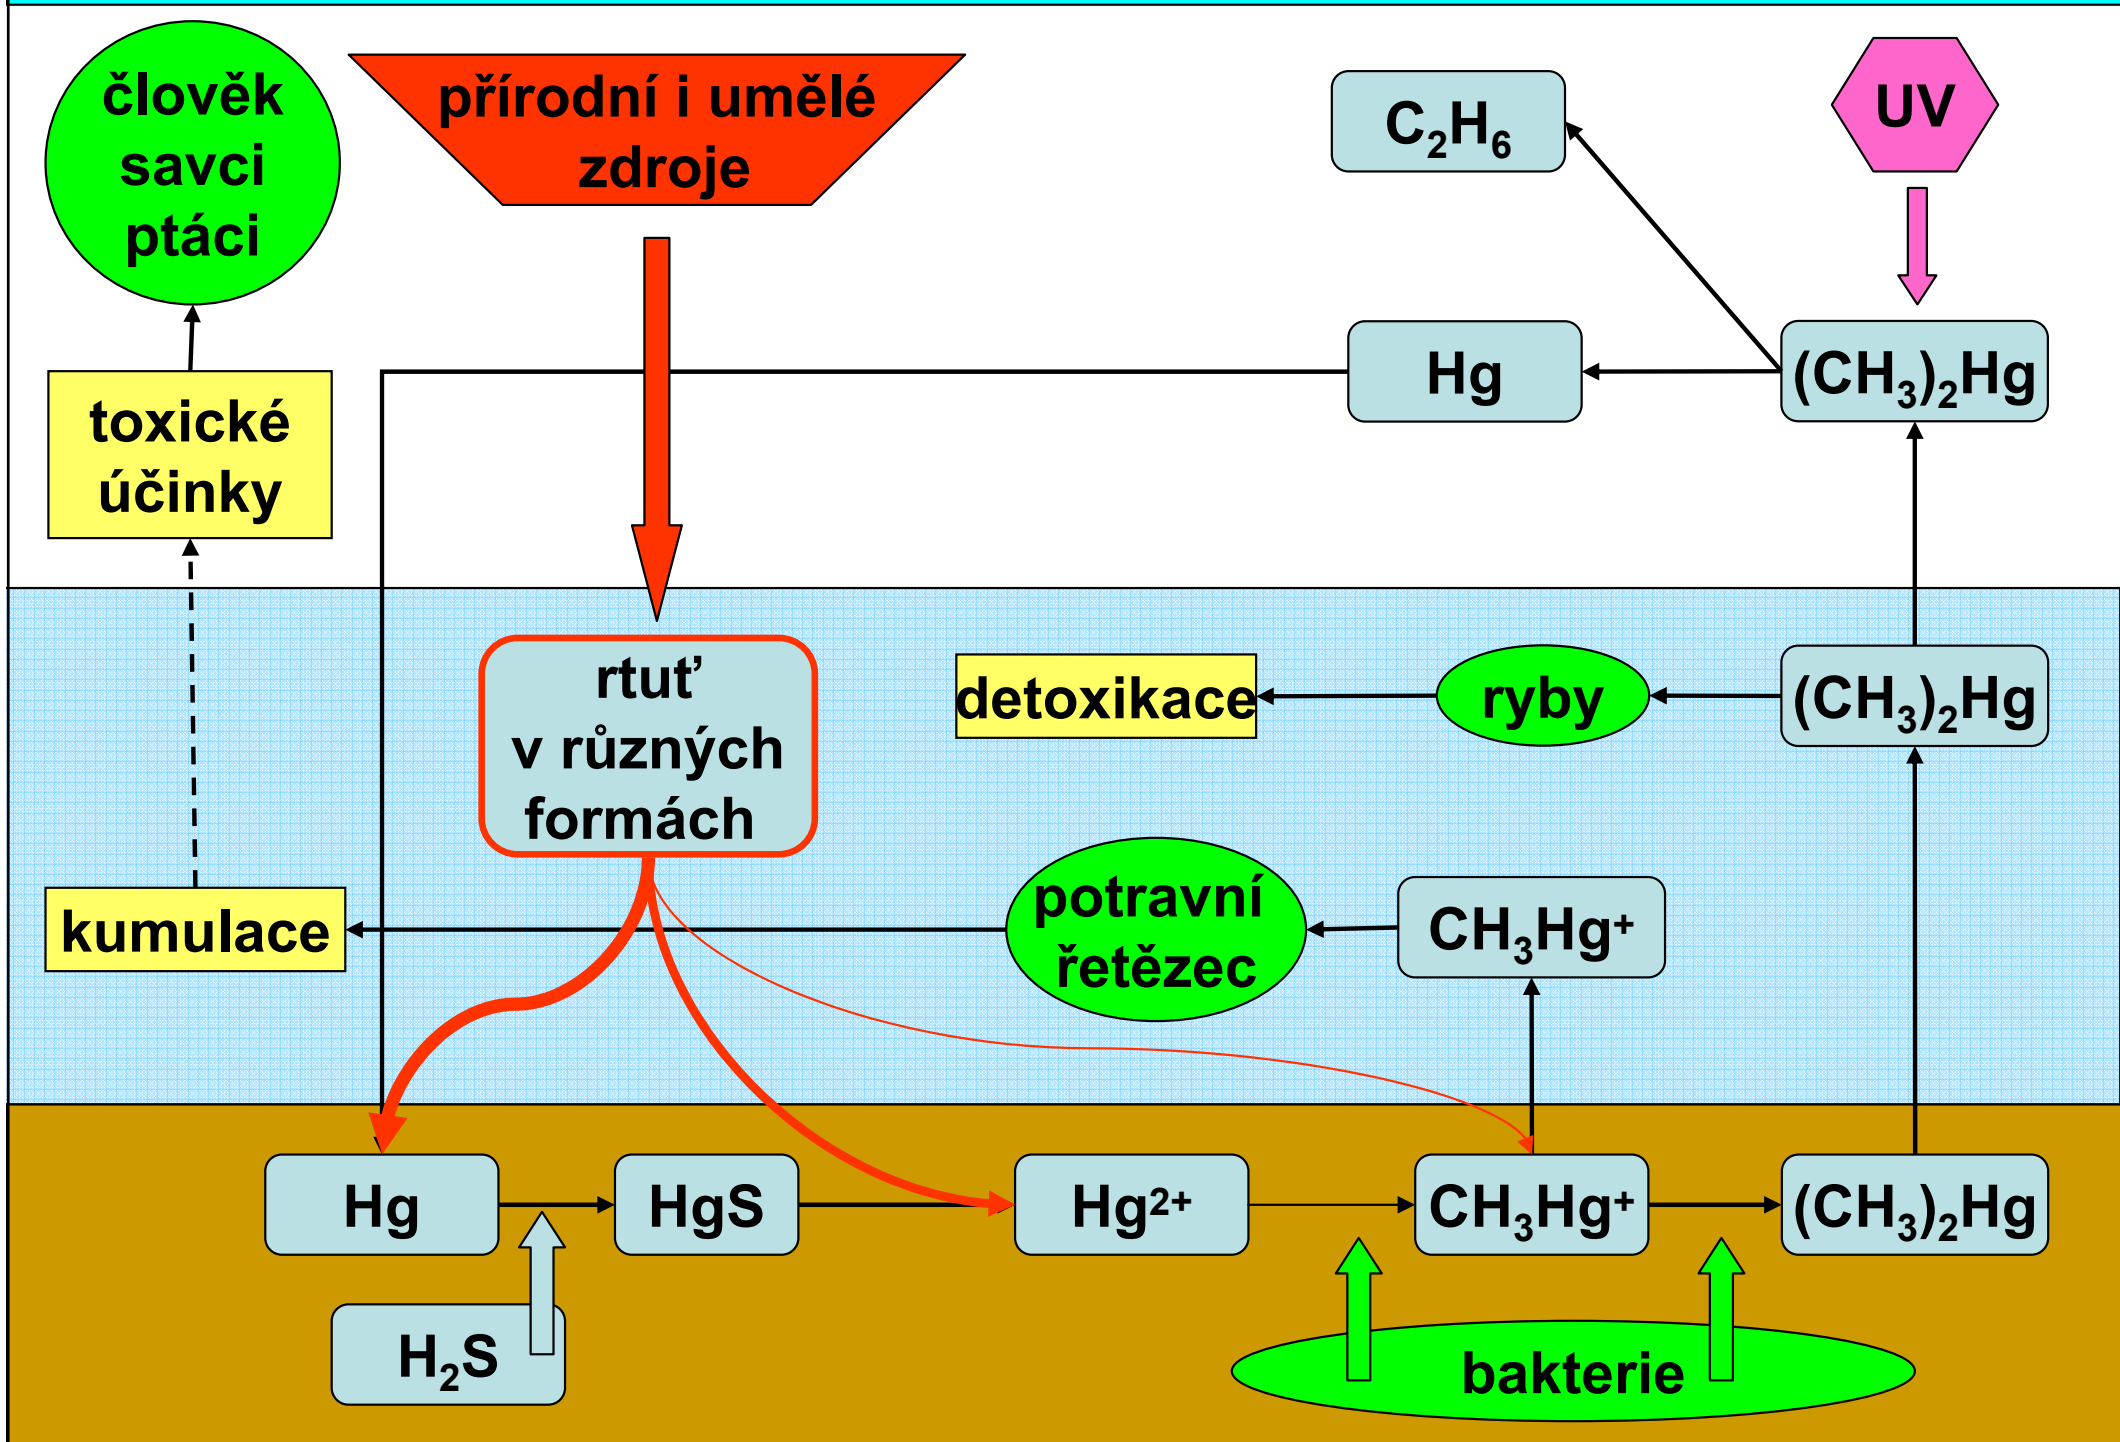 člověk
savci
ptáci
přírodní i umělé
zdroje
C₂H₆
UV
toxické
účinky
Hg
(CH₃)₂Hg
rtuť
v různých
formách
detoxikace
ryby
(CH₃)₂Hg
kumulace
potravní
řetězec
CH₃Hg⁺
Hg
HgS
Hg²⁺
CH₃Hg⁺
(CH₃)₂Hg
H₂S
bakterie